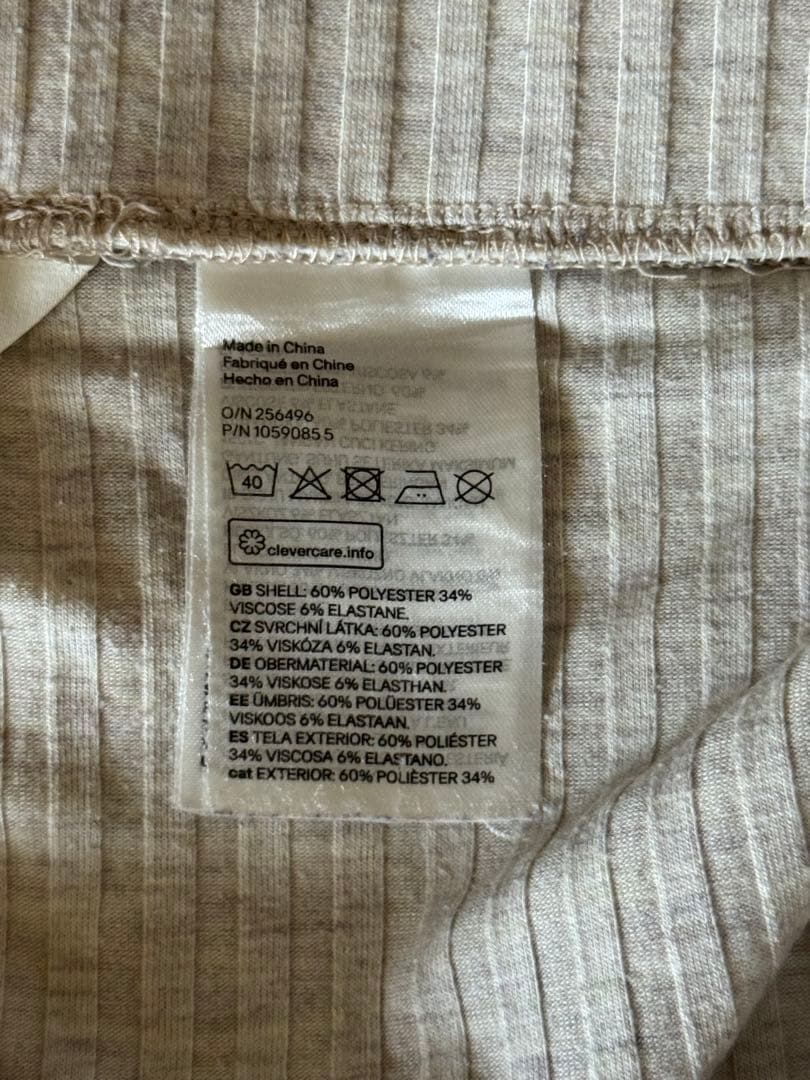 Made in China
Fabriqué en Chine
Hecho en China
O/N 256496
P/N 1059085 5
40
clevercare.info
GB SHELL: 60% POLYESTER 34%
VISCOSE 6% ELASTANE.
CZ SVRCHNÍ LÁTKA: 60% POLYESTER
34% VISKÓZA 6% ELASTAN.
DE OBERMATERIAL: 60% POLYESTER
34% VISKOSE 6% ELASTHAN.
EE ÜMBRIS: 60% POLÜESTER 34%
VISKOOS 6% ELASTAAN.
ES TELA EXTERIOR: 60% POLIÉSTER
34% VISCOSA 6% ELASTANO.
cat EXTERIOR: 60% POLIÈSTER 34%